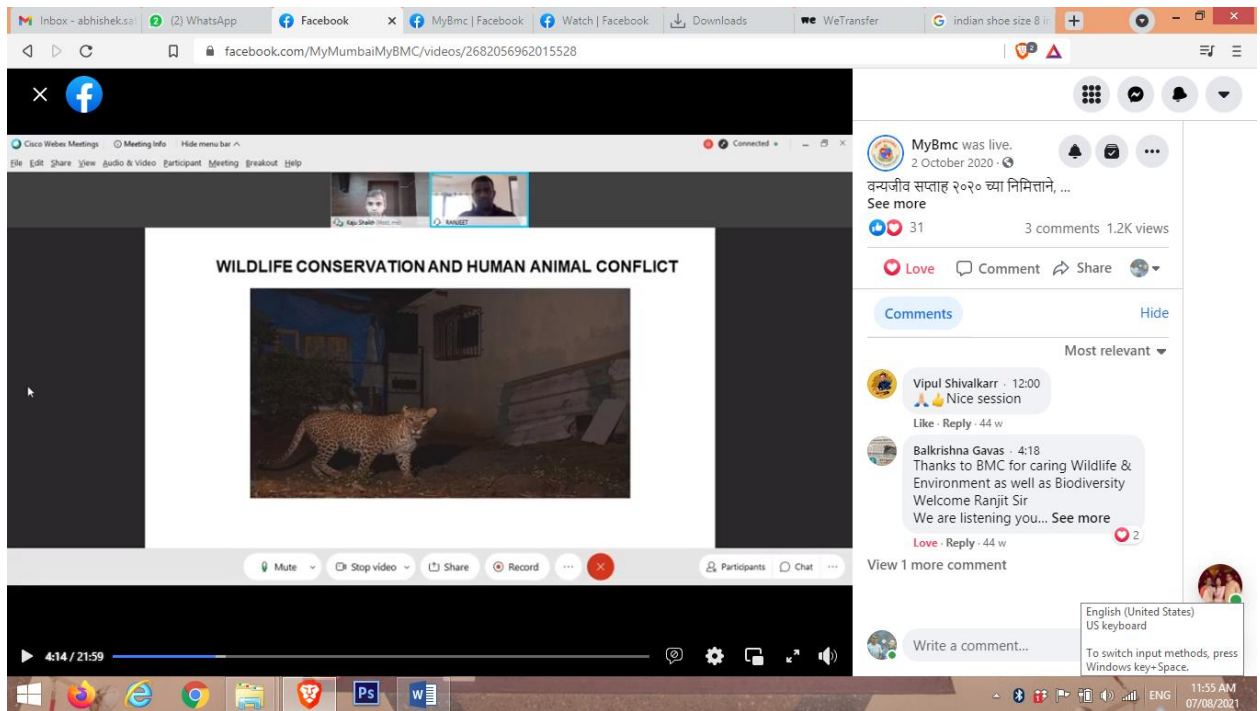 Inbox - abhishek.sat
(2) WhatsApp
Facebook
MyBmc | Facebook
Watch | Facebook
Downloads
we WeTransfer
indian shoe size 8 in
facebook.com/MyMumbaiMyBMC/videos/2682056962015528
2
Cisco Webex Meetings Meeting Info Hide menu bar
Connected
File Edit Share View Audio & Video Participant Meeting Breakout Help
RANJEET
WILDLIFE CONSERVATION AND HUMAN ANIMAL CONFLICT
Mute
Stop video
Share
Record
Participants
Chat
4:14 / 21:59
MyBmc was live.
2 October 2020
वन्यजीव सप्ताह २०२० च्या निमित्ताने, ...
See more
31
3 comments 1.2K views
Love Comment Share
Comments
Hide
Most relevant
Vipul Shivalkarr · 12:00
🙏👍Nice session
Like · Reply · 44 w
Balkrishna Gavas · 4:18
Thanks to BMC for caring Wildlife &
Environment as well as Biodiversity
Welcome Ranjit Sir
We are listening you... See more
2
Love · Reply · 44 w
View 1 more comment
Write a comment...
English (United States)
US keyboard
To switch input methods, press
Windows key+Space.
Ps
W
ENG
11:55 AM
07/08/2021